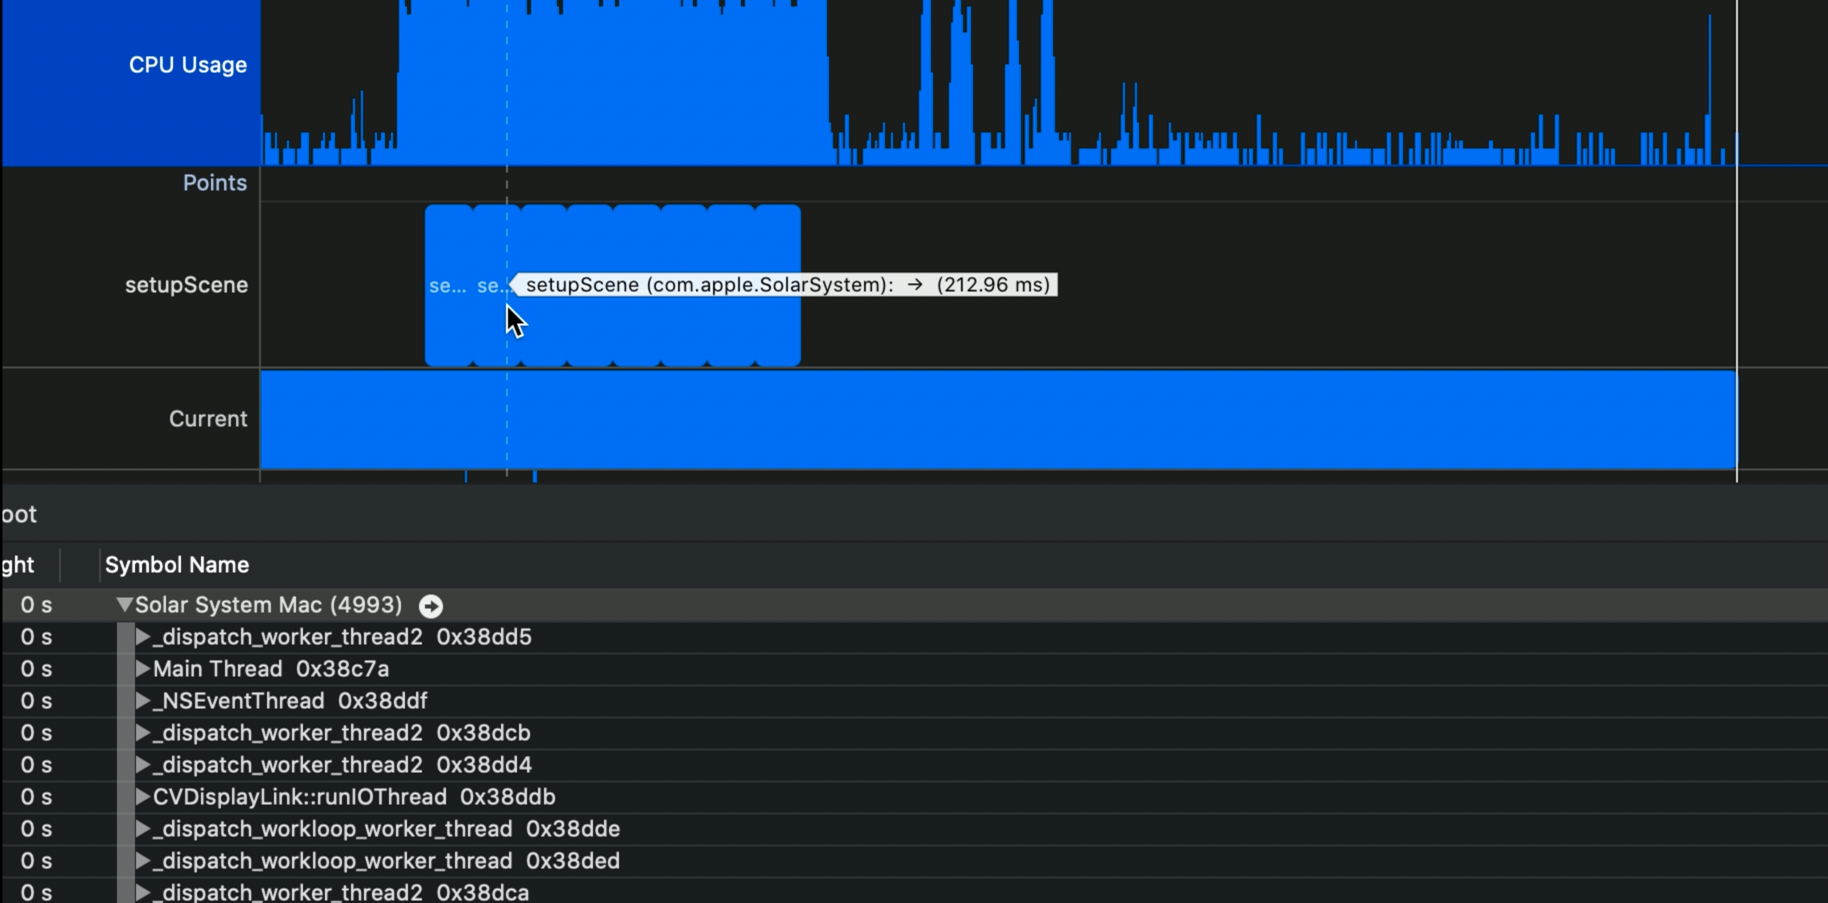 CPU Usage
Points
setupScene
se... se... setupScene (com.apple.SolarSystem): → (212.96 ms)
Current
oot
ght Symbol Name
0 s Solar System Mac (4993)
0 s _dispatch_worker_thread2 0x38dd5
0 s Main Thread 0x38c7a
0 s _NSEventThread 0x38ddf
0 s _dispatch_worker_thread2 0x38dcb
0 s _dispatch_worker_thread2 0x38dd4
0 s CVDisplayLink::runIOThread 0x38ddb
0 s _dispatch_workloop_worker_thread 0x38dde
0 s _dispatch_workloop_worker_thread 0x38ded
0 s _dispatch_worker_thread2 0x38dca